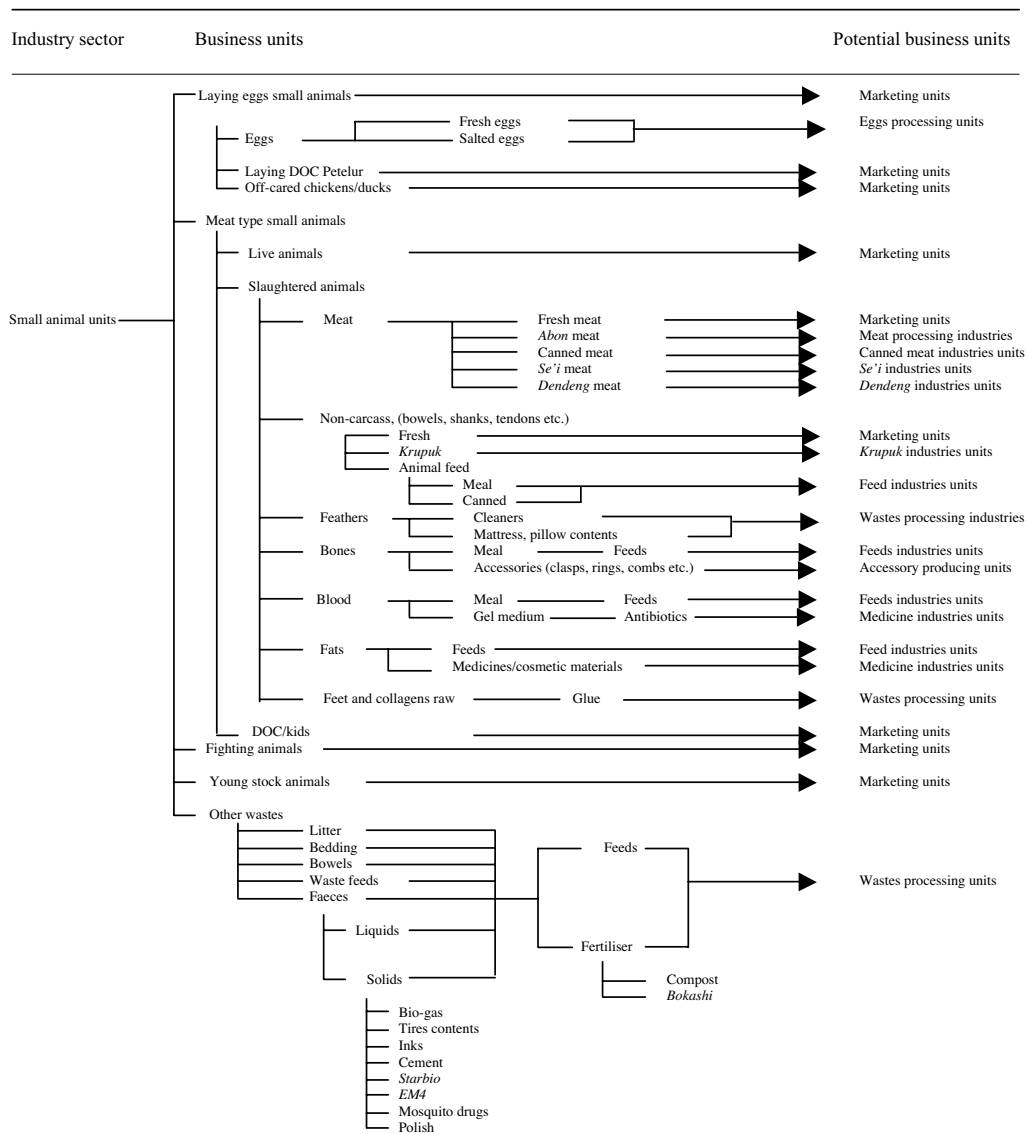 Industry sector Business units Potential business units
Laying eggs small animals Marketing units
Fresh eggs Eggs processing units
Eggs Salted eggs
Laying DOC Petelur Marketing units
Off-cared chickens/ducks Marketing units
Meat type small animals
Live animals Marketing units
Slaughtered animals
Small animal units Meat Fresh meat Marketing units
Abon meat Meat processing industries
Canned meat Canned meat industries units
Se'i meat Se'i industries units
Dendeng meat Dendeng industries units
Non-carcass, (bowels, shanks, tendons etc.)
Fresh Marketing units
Krupuk Krupuk industries units
Animal feed
Meal Feed industries units
Canned
Feathers Cleaners Wastes processing industries
Mattress, pillow contents
Bones Meal Feeds Feeds industries units
Accessories (clasps, rings, combs etc.) Accessory producing units
Blood Meal Feeds Feeds industries units
Gel medium Antibiotics Medicine industries units
Fats Feeds Feed industries units
Medicines/cosmetic materials Medicine industries units
Feet and collagens raw Glue Wastes processing units
DOC/kids Marketing units
Fighting animals Marketing units
Young stock animals Marketing units
Other wastes
Litter
Bedding Feeds
Bowels
Waste feeds Wastes processing units
Faeces
Liquids
Fertiliser
Solids Compost
Bokashi
Bio-gas
Tires contents
Inks
Cement
Starbio
EM4
Mosquito drugs
Polish